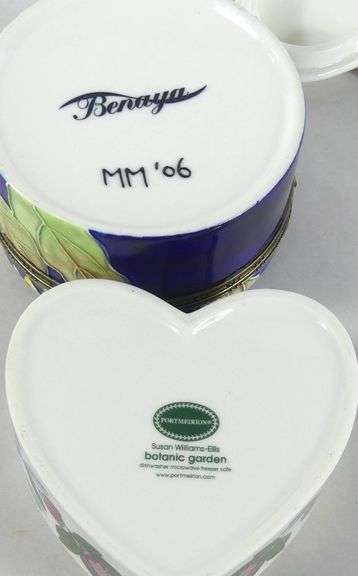 Benaya
MM '06
PORTMEIRION®
Susan Williams-Ellis
botanic garden
dishwasher microwave freezer safe
www.portmeirion.com